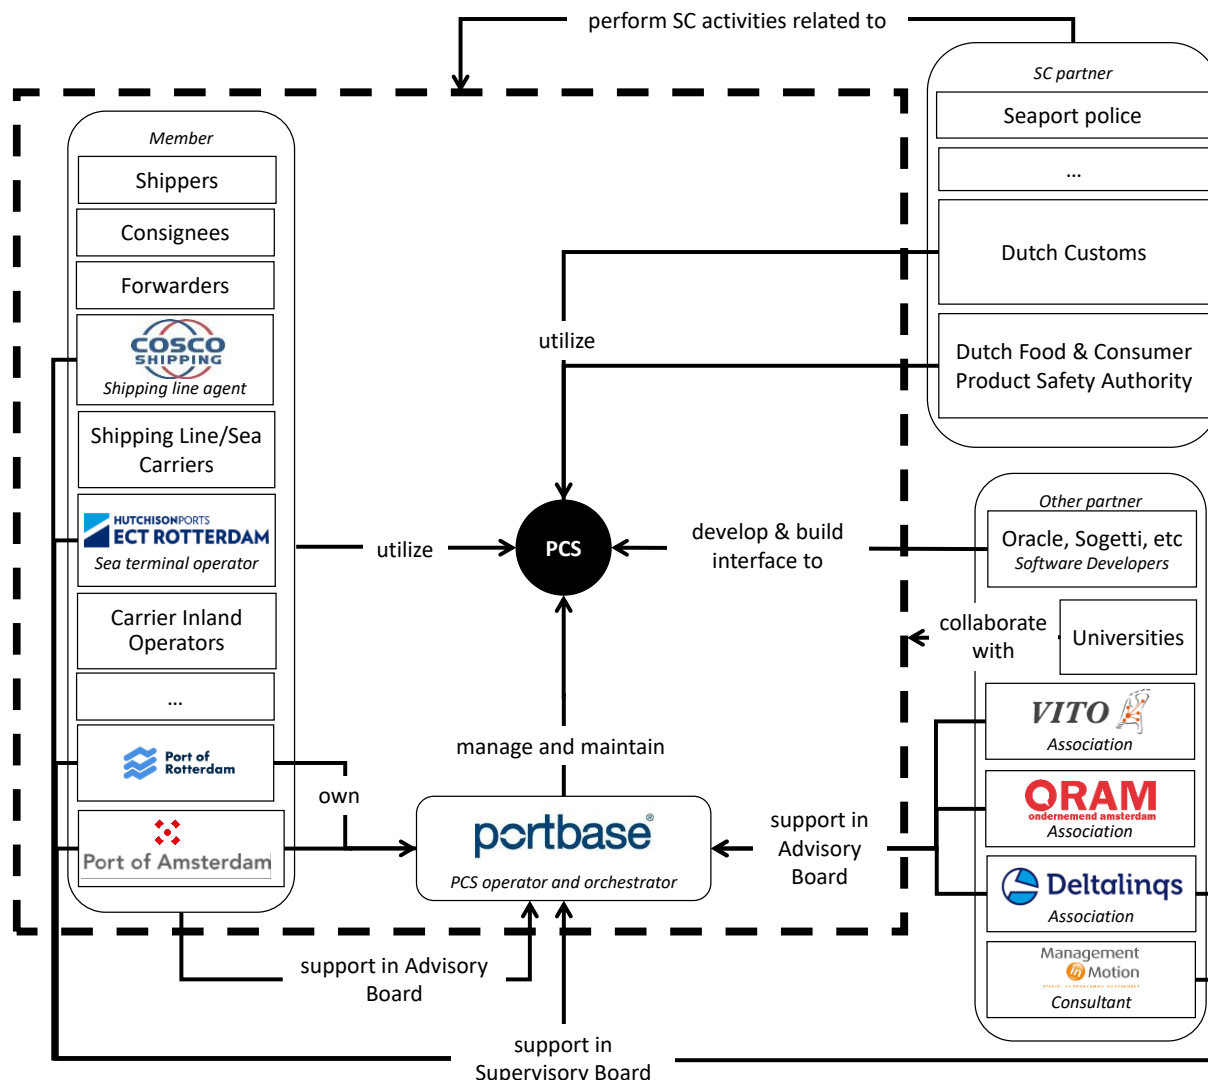 perform SC activities related to
SC partner
Seaport police
...
Dutch Customs
Dutch Food & Consumer
Product Safety Authority
Member
Shippers
Consignees
Forwarders
COSCO
SHIPPING
Shipping line agent
Shipping Line/Sea
Carriers
HUTCHISONPORTS
ECT ROTTERDAM
Sea terminal operator
Carrier Inland
Operators
...
Port of
Rotterdam
Port of Amsterdam
utilize
utilize
PCS
develop & build
interface to
manage and maintain
own
portbase®
PCS operator and orchestrator
support in
Advisory
Board
support in Advisory
Board
support in
Supervisory Board
Other partner
Oracle, Sogetti, etc
Software Developers
collaborate
with
Universities
VITO
Association
ORAM
ondernemend amsterdam
Association
Deltalinqs
Association
Management
in Motion
Consultant